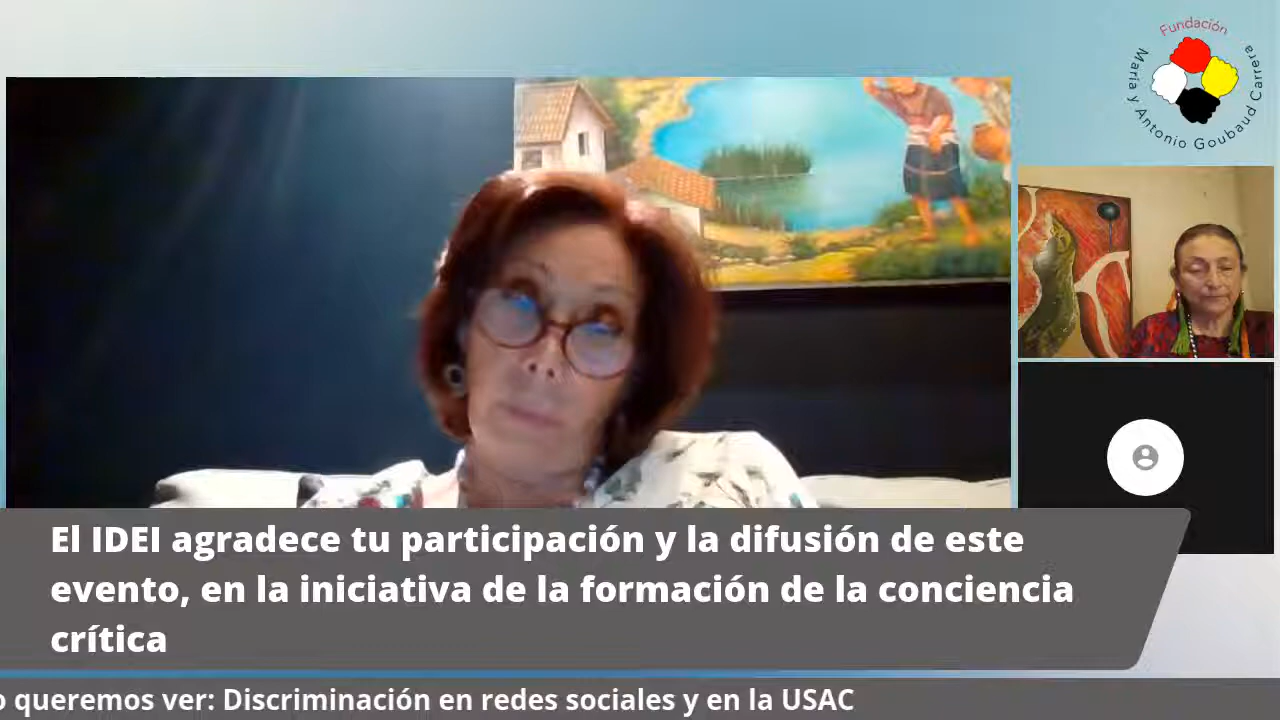 Fundación
María y Antonio Goubaud Carrera
El IDEI agradece tu participación y la difusión de este
evento, en la iniciativa de la formación de la conciencia
crítica
queremos ver: Discriminación en redes sociales y en la USAC